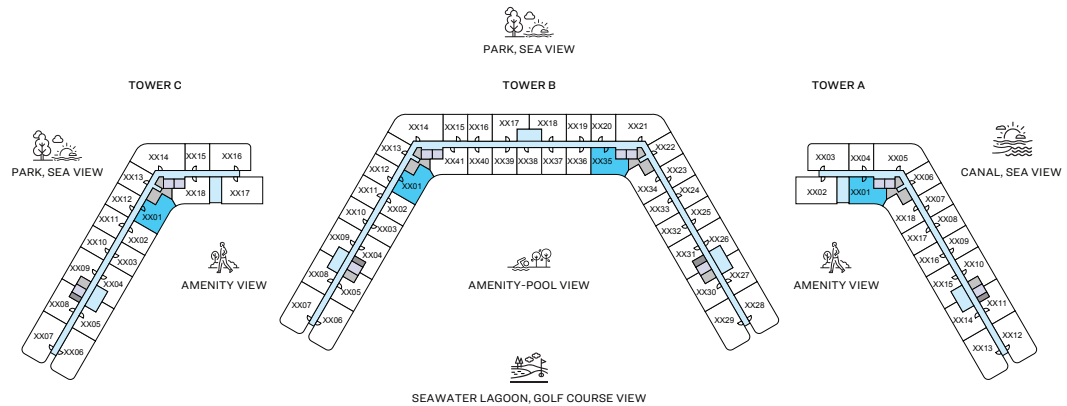 PARK, SEA VIEW
TOWER C
TOWER B
TOWER A
PARK, SEA VIEW
CANAL, SEA VIEW
XX14
XX15
XX16
XX13
XX12
XX11
XX10
XX09
XX08
XX07
XX18
XX17
XX01
XX02
XX03
XX04
XX05
XX06
AMENITY VIEW
XX14
XX15
XX16
XX17
XX18
XX19
XX20
XX21
XX13
XX12
XX11
XX10
XX09
XX08
XX07
XX41
XX40
XX39
XX38
XX37
XX36
XX35
XX01
XX02
XX03
XX04
XX05
XX06
XX22
XX23
XX24
XX25
XX26
XX27
XX28
XX34
XX33
XX32
XX31
XX30
XX29
AMENITY-POOL VIEW
XX03
XX04
XX05
XX02
XX01
XX06
XX07
XX08
XX09
XX10
XX11
XX12
XX18
XX17
XX16
XX15
XX14
XX13
AMENITY VIEW
SEAWATER LAGOON, GOLF COURSE VIEW